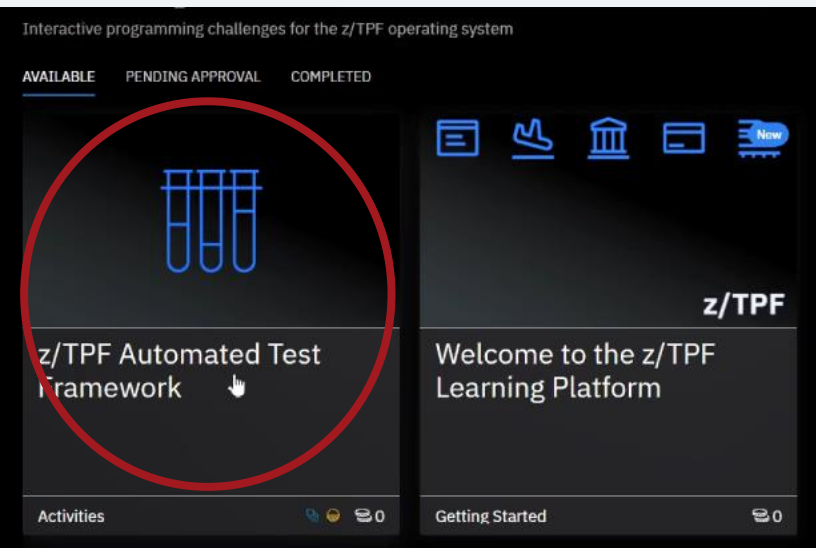 Interactive programming challenges for the z/TPF operating system
AVAILABLE PENDING APPROVAL COMPLETED
New
z/TPF
z/TPF Automated Test
Framework
Welcome to the z/TPF
Learning Platform
Activities 0
Getting Started 0